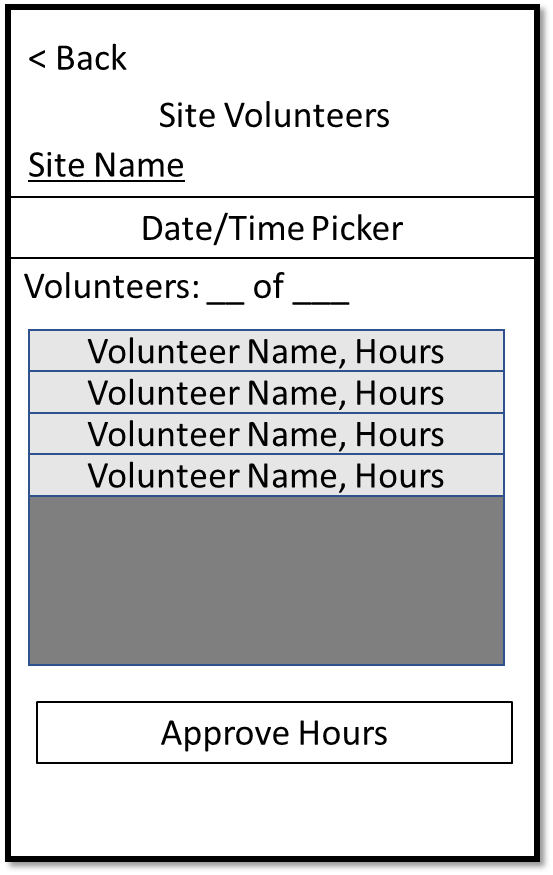 < Back
Site Volunteers
Site Name
Date/Time Picker
Volunteers: __ of ___
Volunteer Name, Hours
Volunteer Name, Hours
Volunteer Name, Hours
Volunteer Name, Hours
Approve Hours